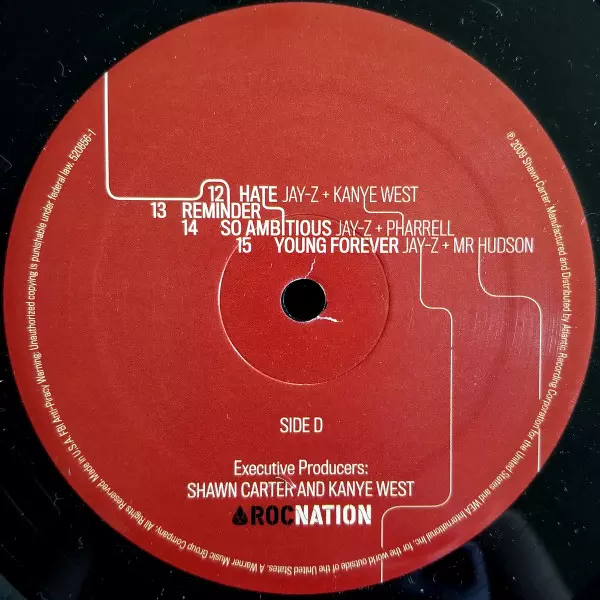 12 HATE JAY-Z + KANYE WEST
13 REMINDER
14 SO AMBITIOUS JAY-Z + PHARRELL
15 YOUNG FOREVER JAY-Z + MR HUDSON
SIDE D
Executive Producers:
SHAWN CARTER AND KANYE WEST
ROCNATION
℗ 2009 Shawn Carter. Manufactured and Distributed by Atlantic Recording Corporation for the United States and WEA International Inc. for the world outside of the United States. A Warner Music Group Company. All Rights Reserved. Made in U.S.A. FBI Anti-Piracy Warning: Unauthorized copying is punishable under federal law. 520856-1